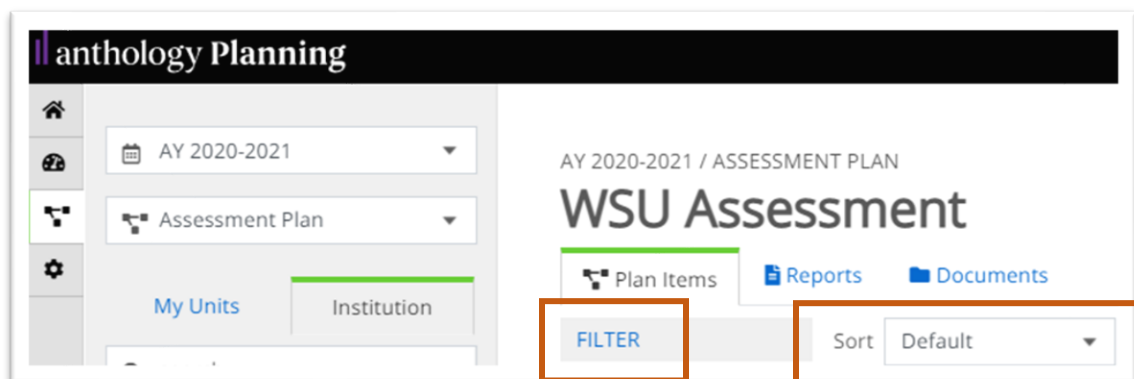 anthology Planning
AY 2020-2021
Assessment Plan
My Units
Institution
AY 2020-2021 / ASSESSMENT PLAN
WSU Assessment
Plan Items
Reports
Documents
FILTER
Sort
Default